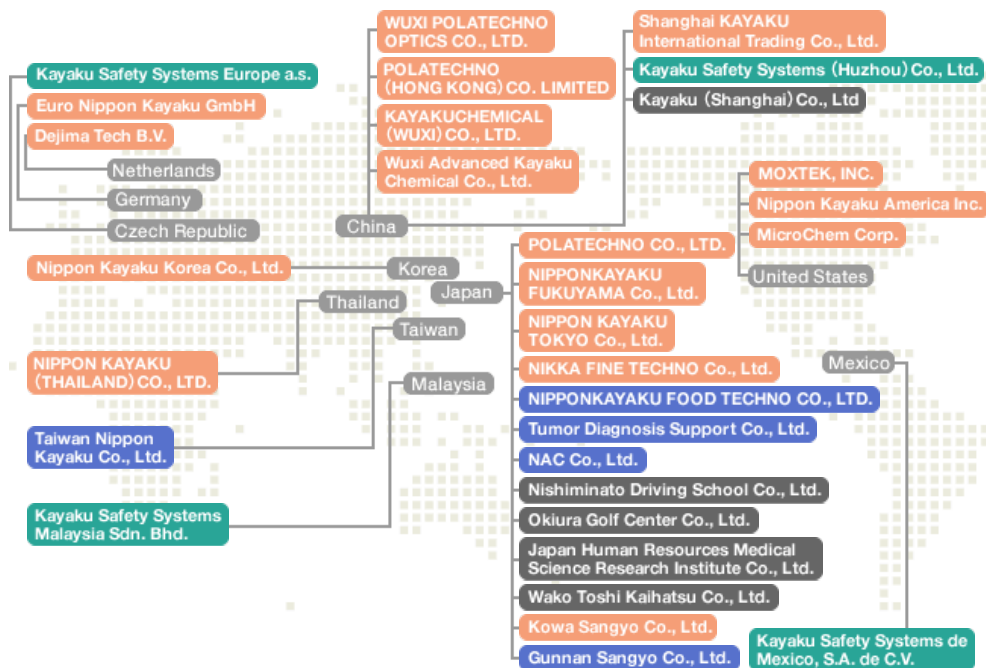 Kayaku Safety Systems Europe a.s.
Euro Nippon Kayaku GmbH
Dejima Tech B.V.
Netherlands
Germany
Czech Republic
WUXI POLATECHNO
OPTICS CO., LTD.
POLATECHNO
(HONG KONG) CO. LIMITED
KAYAKUCHEMICAL
(WUXI) CO., LTD.
Wuxi Advanced Kayaku
Chemical Co., Ltd.
China
Shanghai KAYAKU
International Trading Co., Ltd.
Kayaku Safety Systems (Huzhou) Co., Ltd.
Kayaku (Shanghai) Co., Ltd
MOXTEK, INC.
Nippon Kayaku America Inc.
MicroChem Corp.
United States
Nippon Kayaku Korea Co., Ltd.
Korea
Thailand
Taiwan
Malaysia
NIPPON KAYAKU
(THAILAND) CO., LTD.
Taiwan Nippon
Kayaku Co., Ltd.
Kayaku Safety Systems
Malaysia Sdn. Bhd.
Japan
POLATECHNO CO., LTD.
NIPPONKAYAKU
FUKUYAMA Co., Ltd.
NIPPON KAYAKU
TOKYO Co., Ltd.
NIKKA FINE TECHNO Co., Ltd.
NIPPONKAYAKU FOOD TECHNO CO., LTD.
Tumor Diagnosis Support Co., Ltd.
NAC Co., Ltd.
Nishiminato Driving School Co., Ltd.
Okiura Golf Center Co., Ltd.
Japan Human Resources Medical
Science Research Institute Co., Ltd.
Wako Toshi Kaihatsu Co., Ltd.
Kowa Sangyo Co., Ltd.
Gunnan Sangyo Co., Ltd.
Mexico
Kayaku Safety Systems de
Mexico, S.A. de C.V.